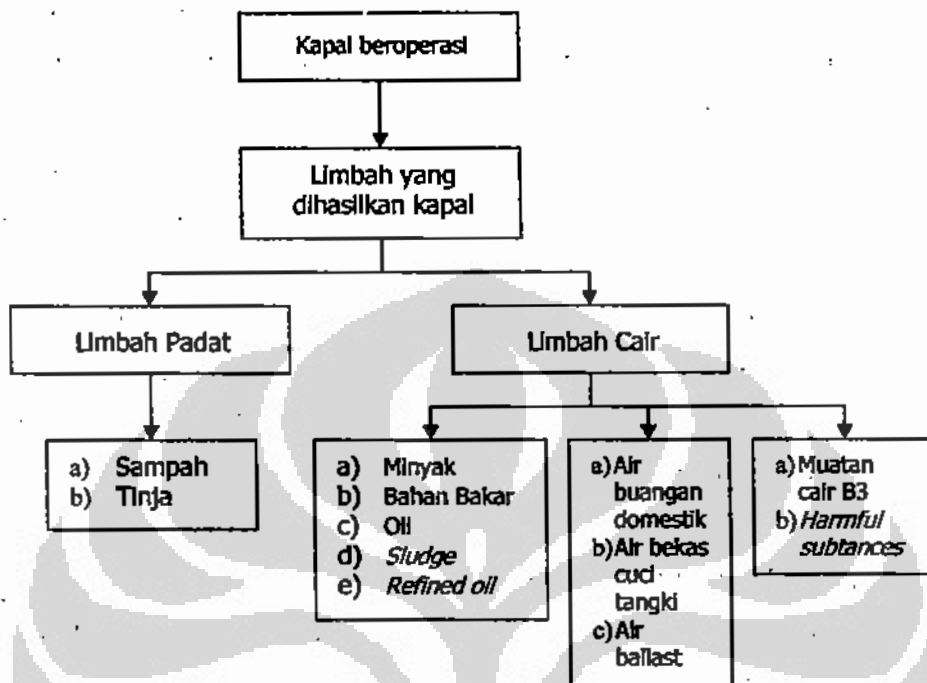 Kapal beroperasi
Limbah yang
dihasilkan kapal
Limbah Padat
Limbah Cair
a) Sampah
b) Tinja
a) Minyak
b) Bahan Bakar
c) Oli
d) Sludge
e) Refined oil
a) Air
buangan
domestik
b) Air bekas
cuci
tangki
c) Air
ballast
a) Muatan
cair B3
b) Harmful
subtances